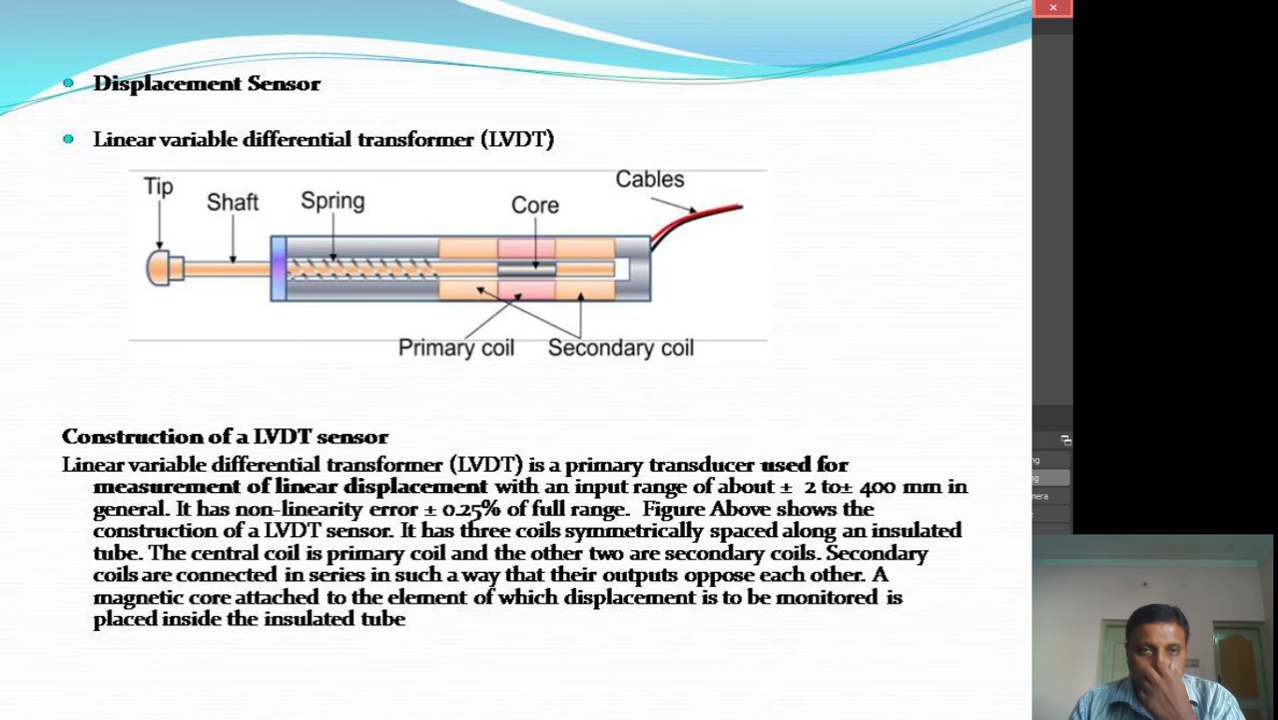 Displacement Sensor
Linear variable differential transformer (LVDT)
Cables
Tip
Shaft
Spring
Core
Primary coil
Secondary coil
Construction of a LVDT sensor
Linear variable differential transformer (LVDT) is a primary transducer used for
measurement of linear displacement with an input range of about ± 2 to± 400 mm in
general. It has non-linearity error ± 0.25% of full range. Figure Above shows the
construction of a LVDT sensor. It has three coils symmetrically spaced along an insulated
tube. The central coil is primary coil and the other two are secondary coils. Secondary
coils are connected in series in such a way that their outputs oppose each other. A
magnetic core attached to the element of which displacement is to be monitored is
placed inside the insulated tube